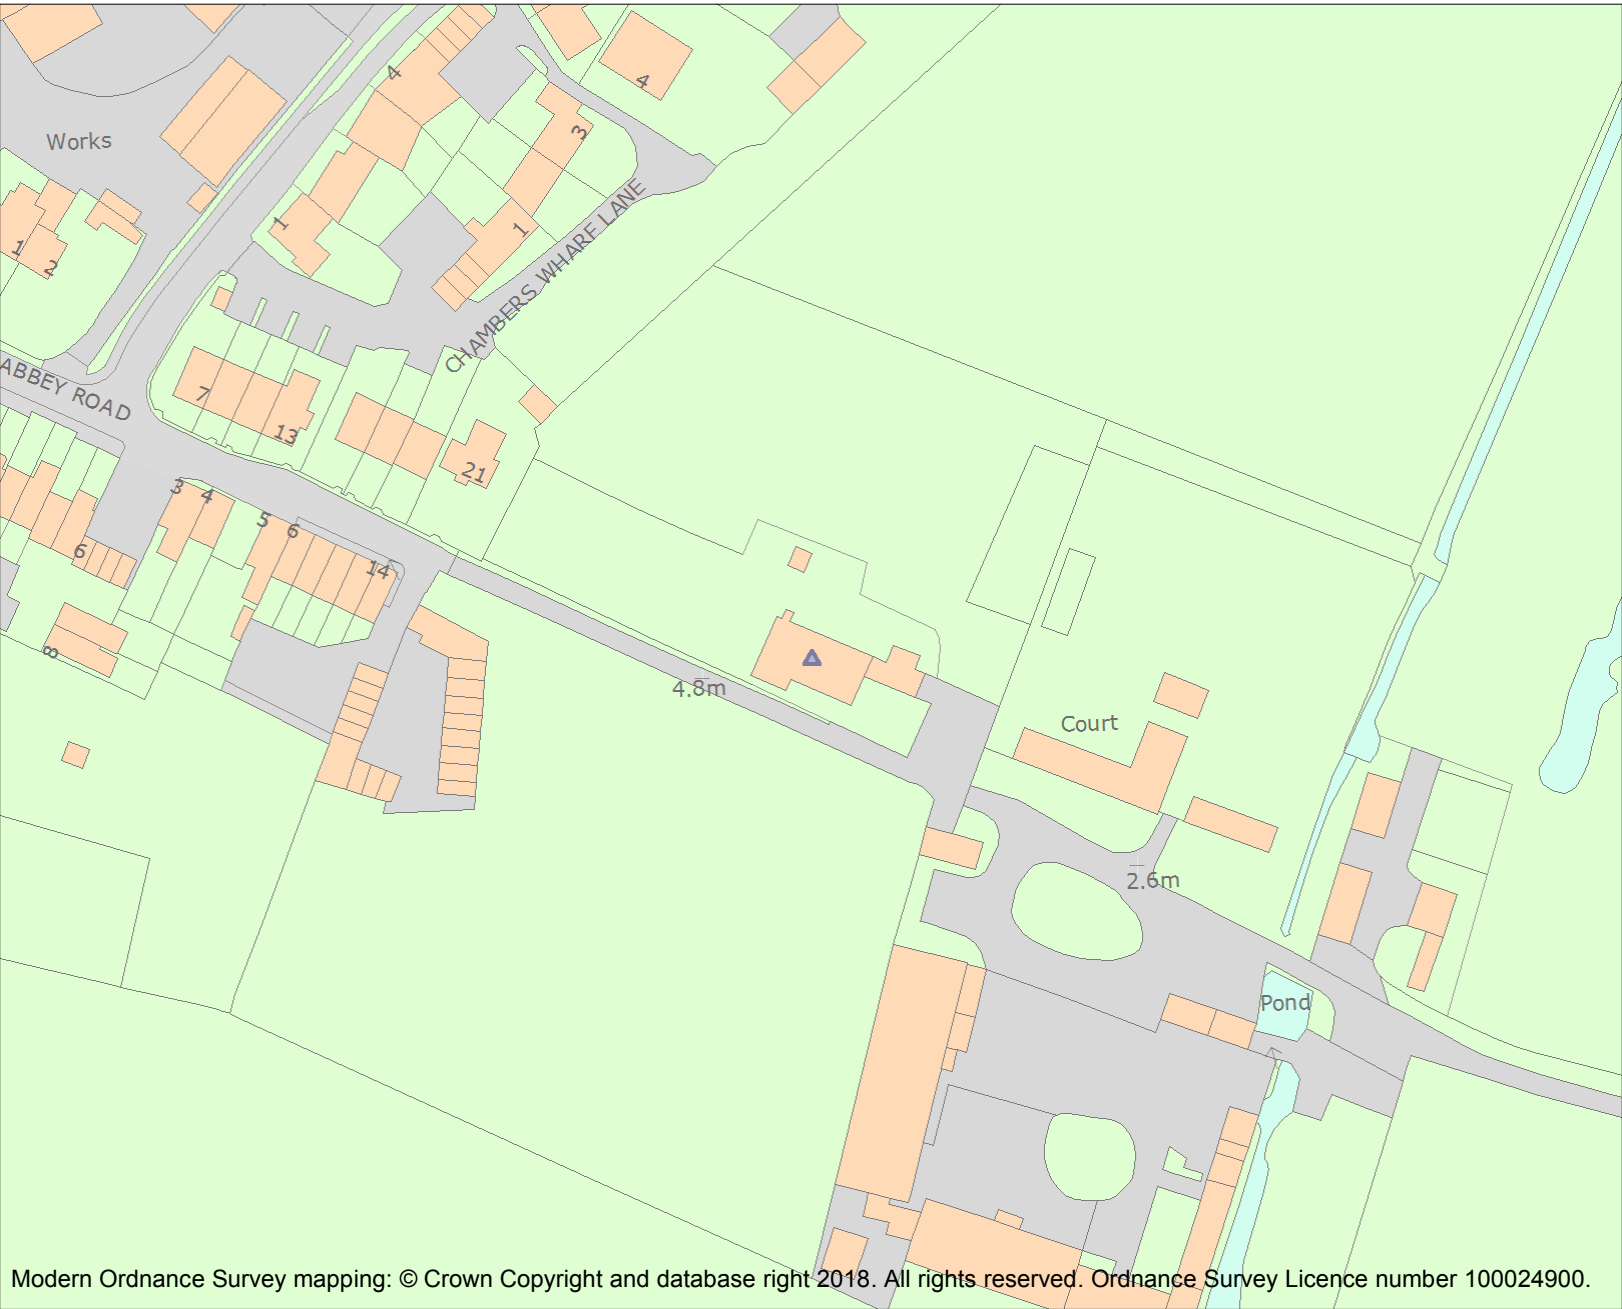 4
4
3
Works
1
1
1
2
CHAMBERS WHARF LANE
ABBEY ROAD
7
13
21
3
4
5
6
6
14
8
4.8m
Court
2.6m
Pond
Modern Ordnance Survey mapping: © Crown Copyright and database right 2018. All rights reserved. Ordnance Survey Licence number 100024900.